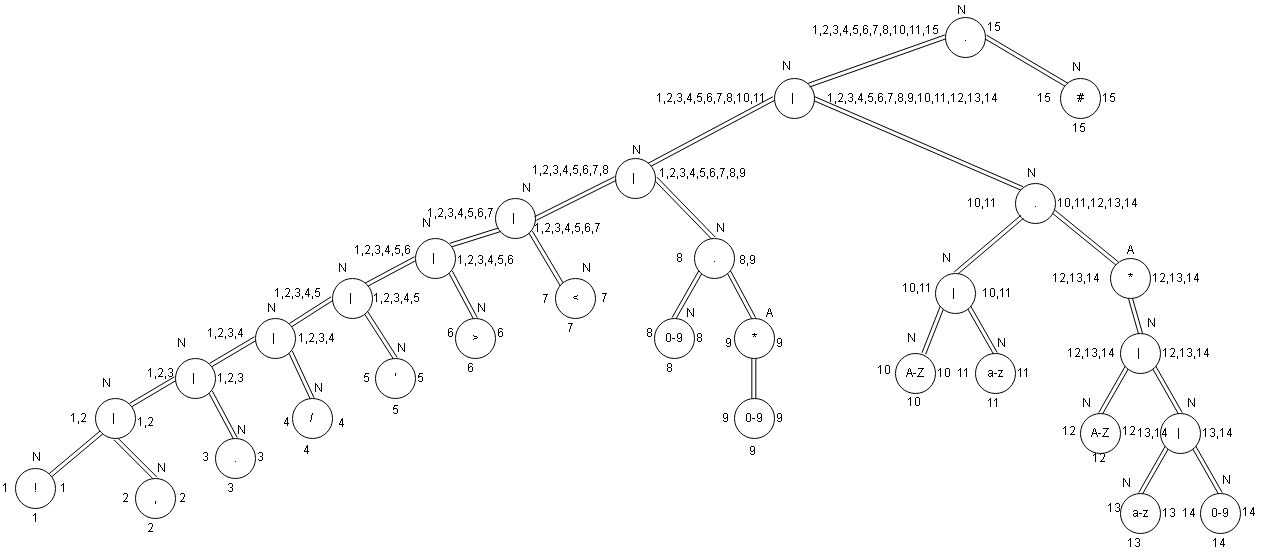 N
1,2,3,4,5,6,7,8,10,11,15 . 15
N
1,2,3,4,5,6,7,8,10,11 | 1,2,3,4,5,6,7,8,9,10,11,12,13,14
N
15 # 15
15
N
1,2,3,4,5,6,7,8 | 1,2,3,4,5,6,7,8,9
N
10,11 . 10,11,12,13,14
N
1,2,3,4,5,6,7 | 1,2,3,4,5,6,7
N
1,2,3,4,5,6 | 1,2,3,4,5,6
N
8 . 8,9
A
12,13,14 * 12,13,14
N
1,2,3,4,5 | 1,2,3,4,5
N
7 < 7
7
N
10,11 | 10,11
N
1,2,3,4 | 1,2,3,4
N
6 > 6
6
N
8 0-9 8
8
A
9 * 9
N
12,13,14 | 12,13,14
N
1,2,3 | 1,2,3
N
5 ' 5
5
N
10 A-Z 10
10
N
11 a-z 11
11
N
1,2 | 1,2
N
4 / 4
4
9 0-9 9
9
N
12 A-Z 12
12
N
13,14 | 13,14
N
3 . 3
3
N
1 ! 1
1
N
2 , 2
2
N
13 a-z 13
13
N
14 0-9 14
14